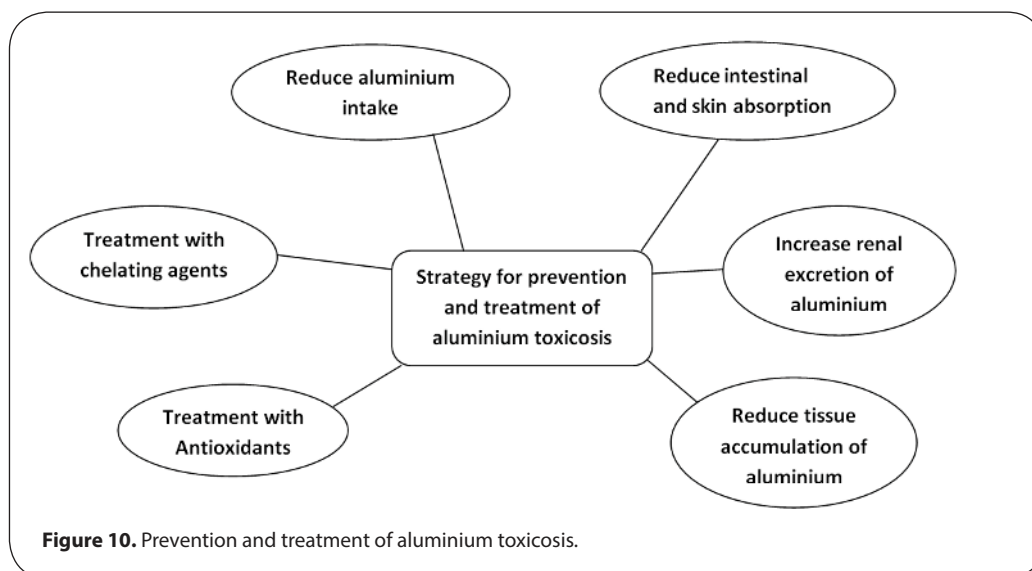 Reduce aluminium
intake
Reduce intestinal
and skin absorption
Treatment with
chelating agents
Strategy for prevention
and treatment of
aluminium toxicosis
Increase renal
excretion of
aluminium
Treatment with
Antioxidants
Reduce tissue
accumulation of
aluminium
Figure 10. Prevention and treatment of aluminium toxicosis.